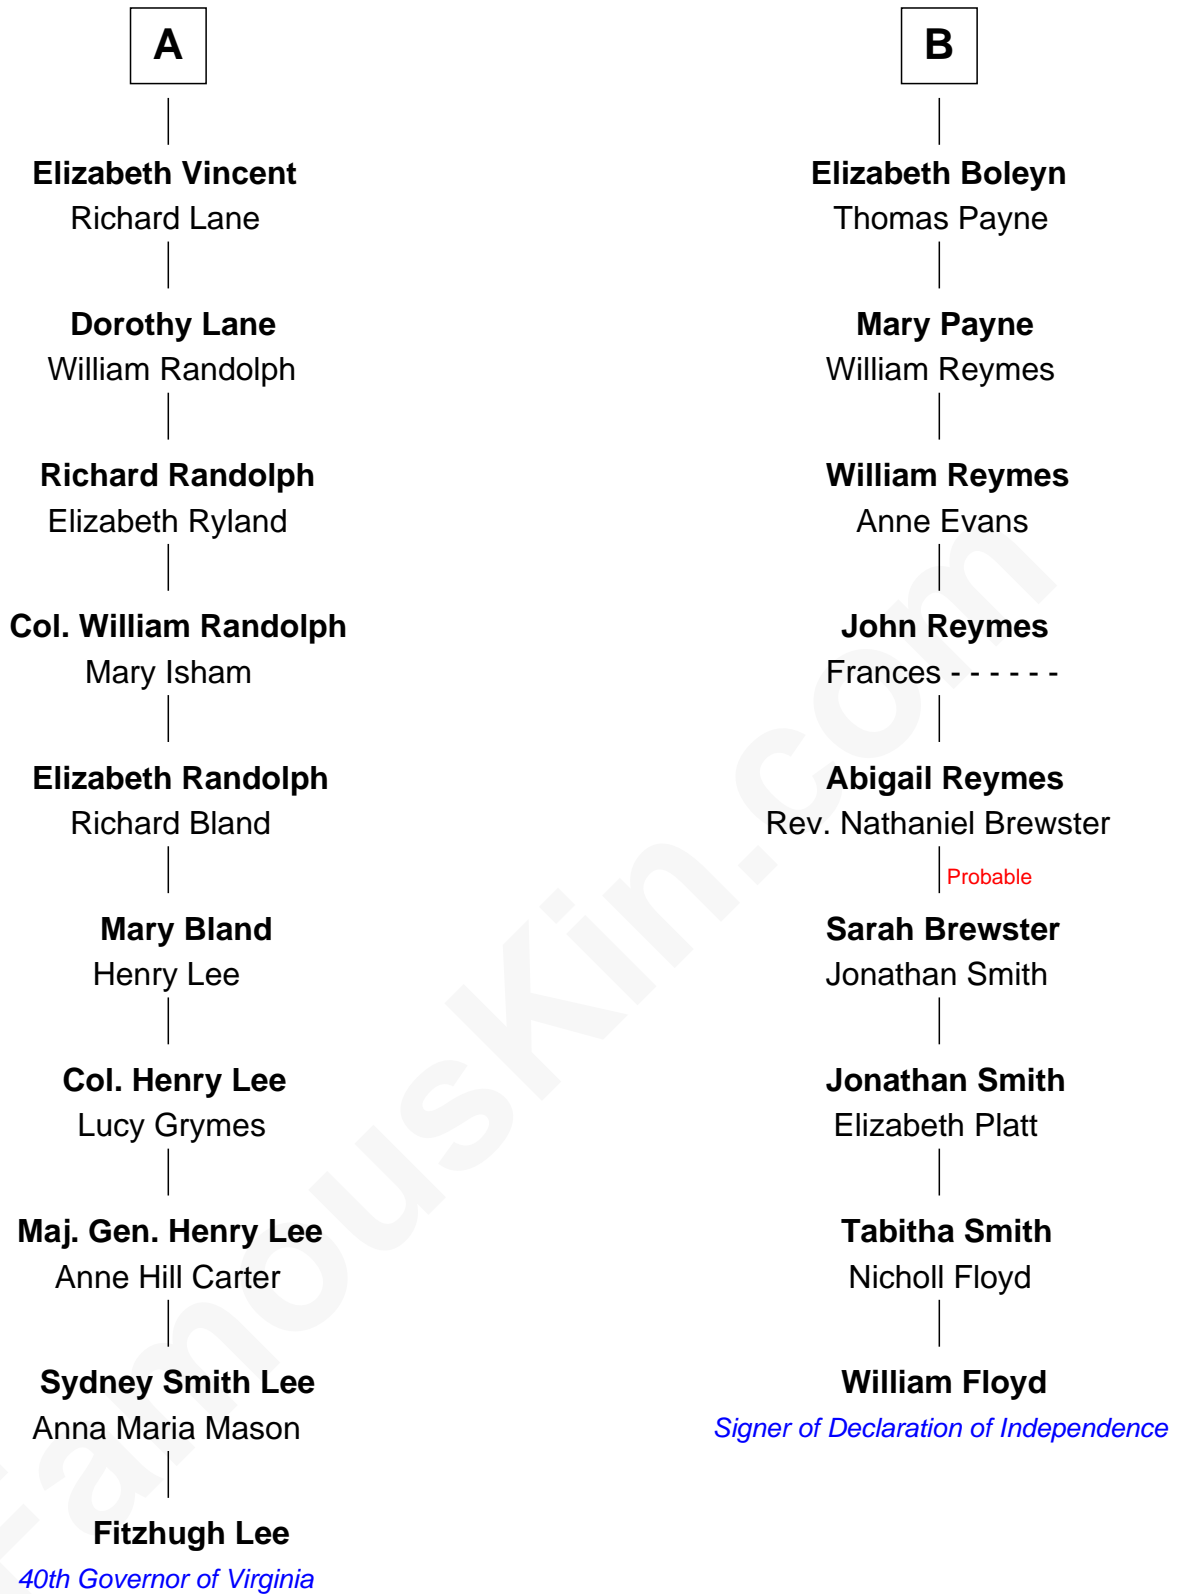 A
Elizabeth Vincent
Richard Lane
Dorothy Lane
William Randolph
Richard Randolph
Elizabeth Ryland
Col. William Randolph
Mary Isham
Elizabeth Randolph
Richard Bland
Mary Bland
Henry Lee
Col. Henry Lee
Lucy Grymes
Maj. Gen. Henry Lee
Anne Hill Carter
Sydney Smith Lee
Anna Maria Mason
Fitzhugh Lee
40th Governor of Virginia
B
Elizabeth Boleyn
Thomas Payne
Mary Payne
William Reymes
William Reymes
Anne Evans
John Reymes
Frances - - - - - -
Abigail Reymes
Rev. Nathaniel Brewster
Probable
Sarah Brewster
Jonathan Smith
Jonathan Smith
Elizabeth Platt
Tabitha Smith
Nicholl Floyd
William Floyd
Signer of Declaration of Independence
FamousKin.com